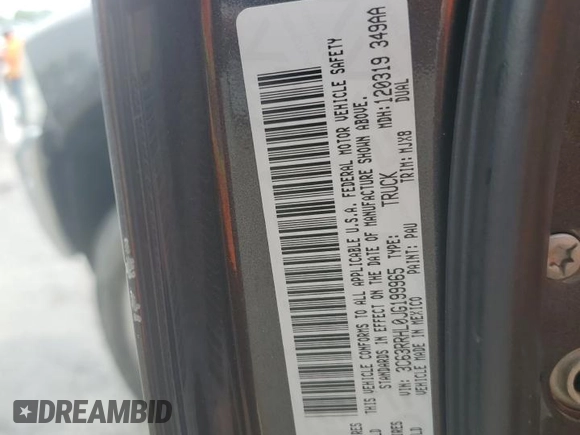 THIS VEHICLE CONFORMS TO ALL APPLICABLE U.S.A. FEDERAL MOTOR VEHICLE SAFETY
STANDARDS IN EFFECT ON THE DATE OF MANUFACTURE SHOWN ABOVE.
VIN: 3C63RRHL0JG199965 TYPE: TRUCK MDH:120319 349AA
VEHICLE MADE IN MEXICO PAINT: PAU TRIM: MJX8 DUAL
DREAMBID